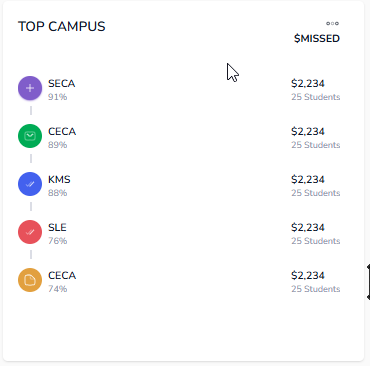 TOP CAMPUS
$MISSED
SECA $2,234
91% 25 Students
CECA $2,234
89% 25 Students
KMS $2,234
88% 25 Students
SLE $2,234
76% 25 Students
CECA $2,234
74% 25 Students